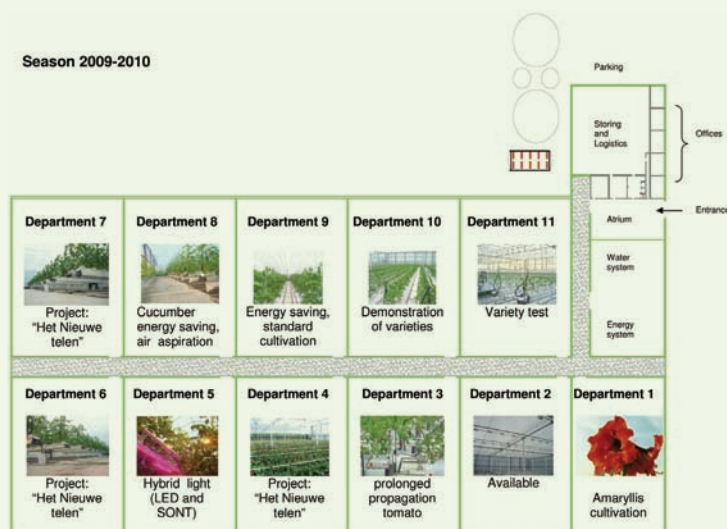 Season 2009-2010
Parking
Storing
and
Logistics
Offices
Entrance
Atrium
Water
system
Energy
system
Department 7
Project:
“Het Nieuwe
telen”
Department 8
Cucumber
energy saving,
air aspiration
Department 9
Energy saving,
standard
cultivation
Department 10
Demonstration
of varieties
Department 11
Variety test
Department 6
Project:
“Het Nieuwe
telen”
Department 5
Hybrid light
(LED and
SONT)
Department 4
Project:
“Het Nieuwe
telen”
Department 3
prolonged
propagation
tomato
Department 2
Available
Department 1
Amaryllis
cultivation